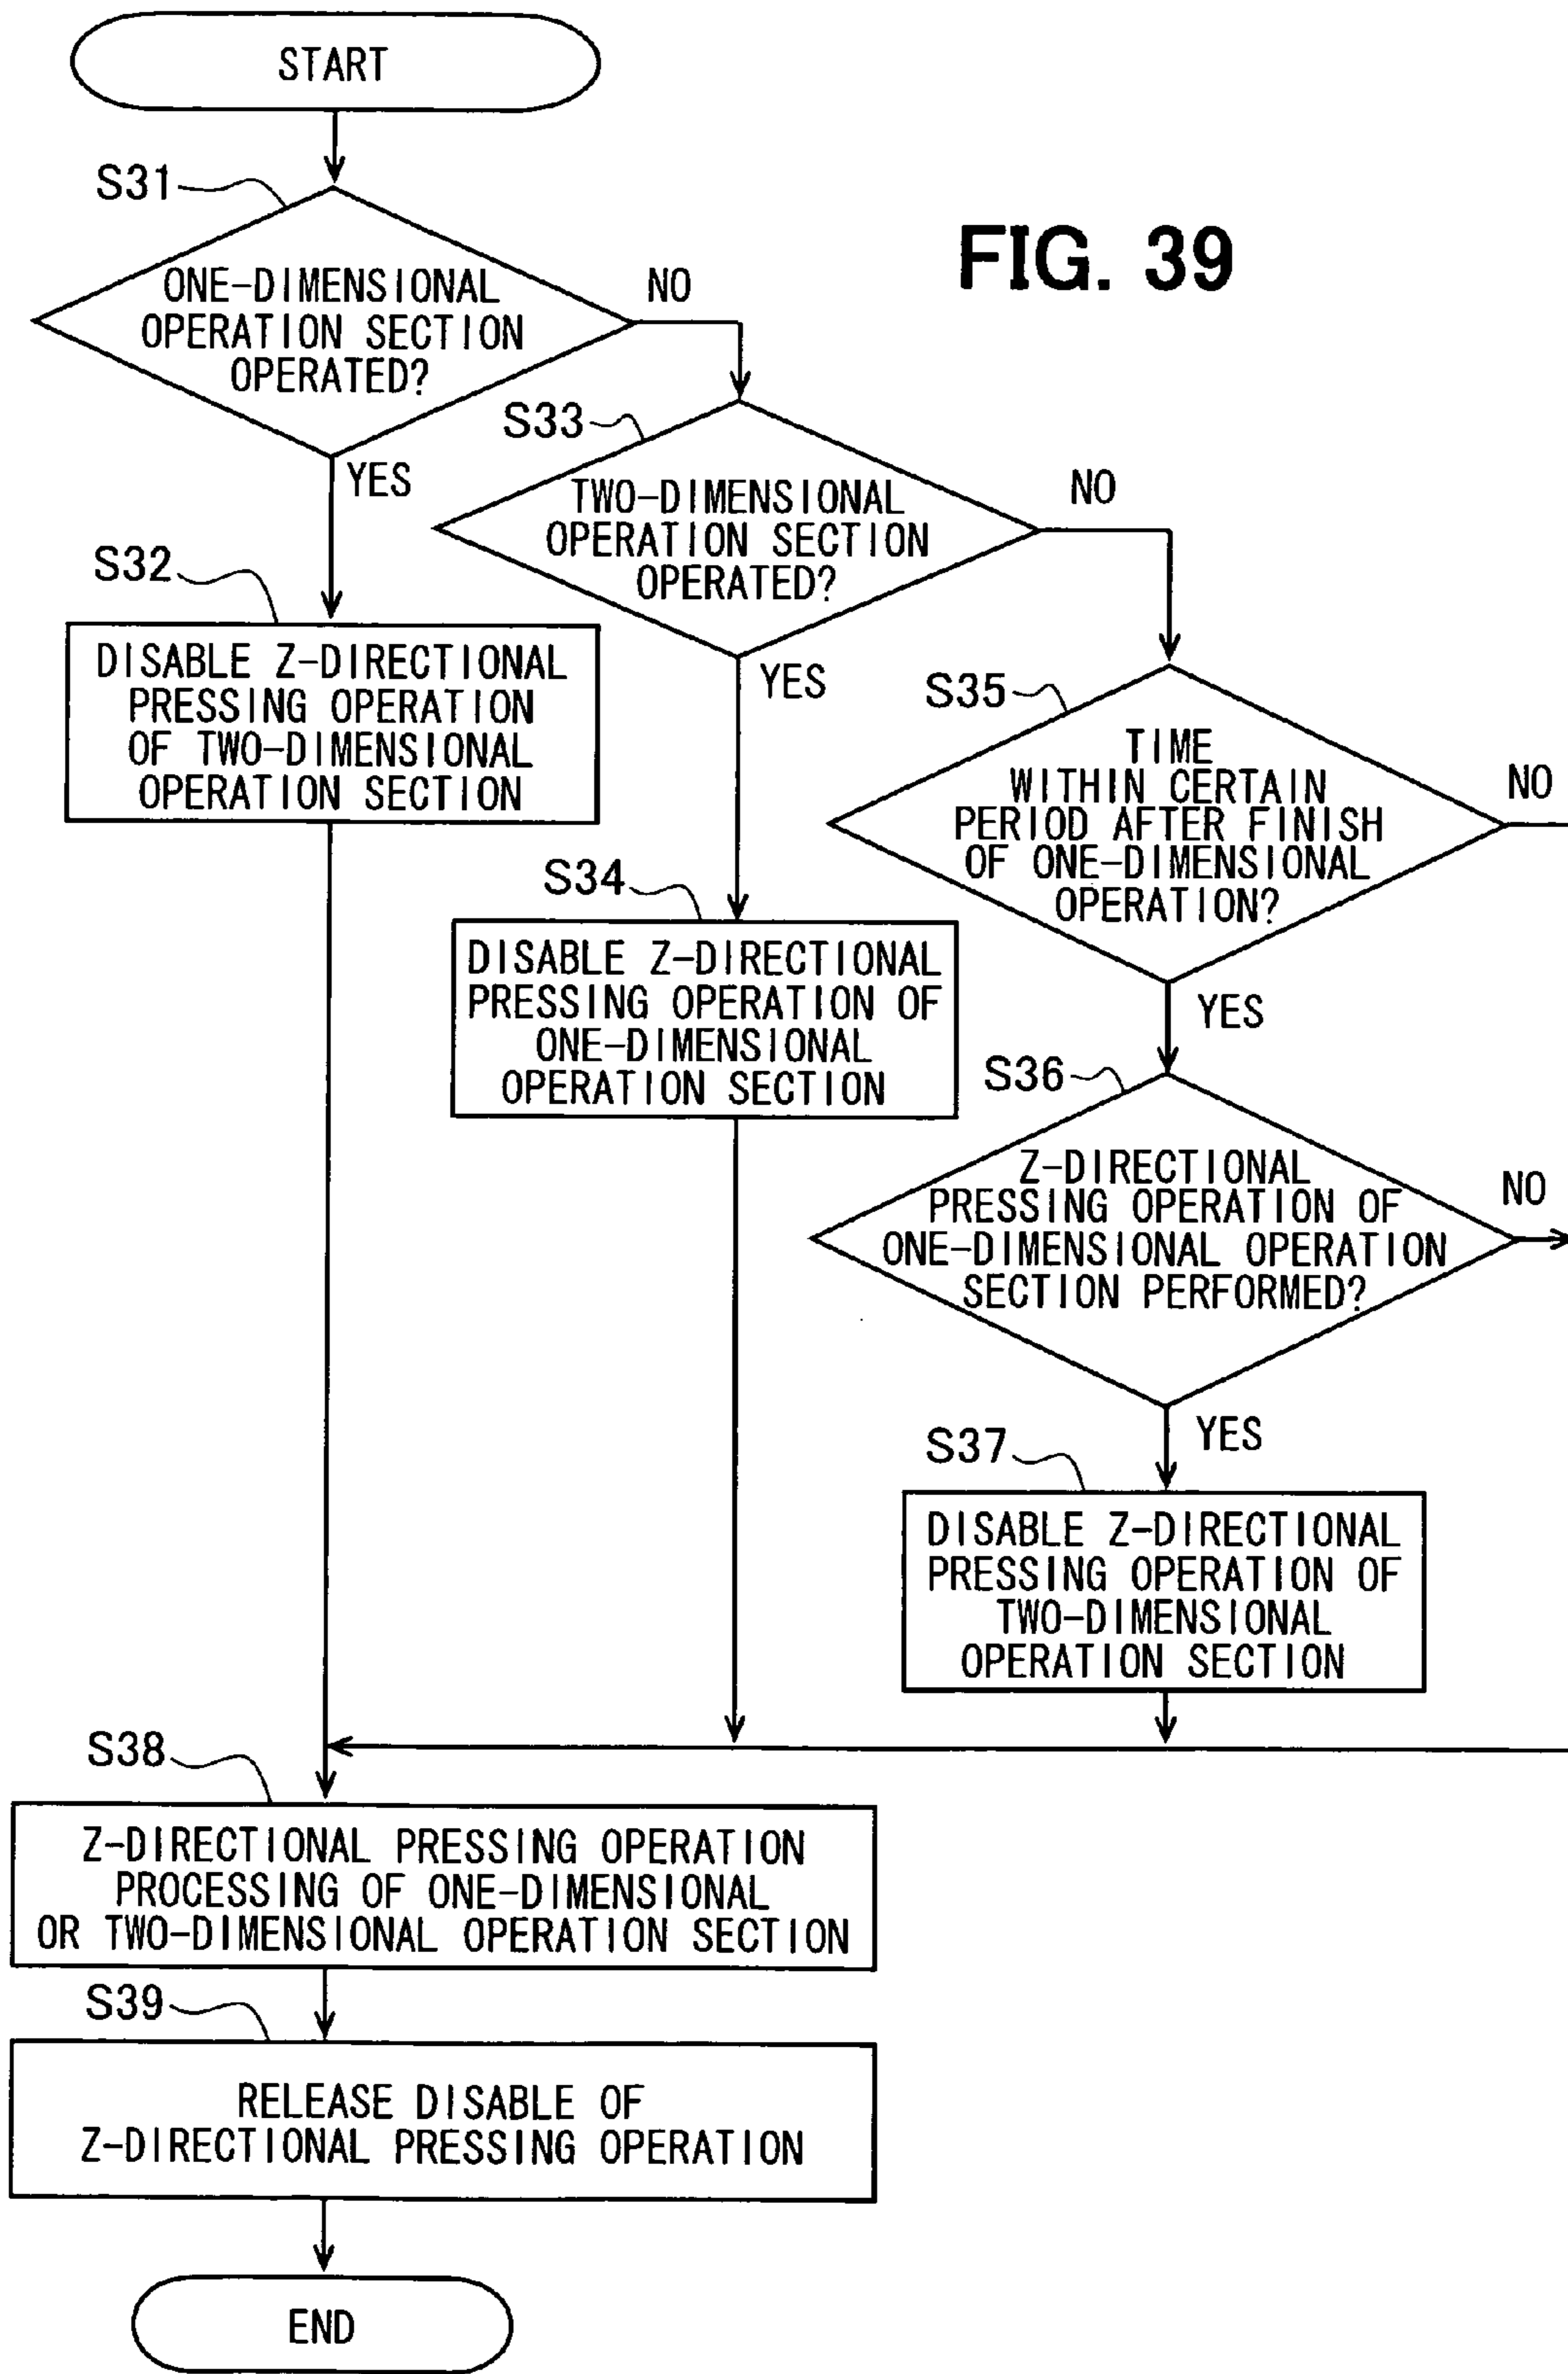 START
S31
FIG. 39
ONE-DIMENSIONAL
OPERATION SECTION
OPERATED?
NO
YES
S33
TWO-DIMENSIONAL
OPERATION SECTION
OPERATED?
NO
YES
S32
DISABLE Z-DIRECTIONAL
PRESSING OPERATION
OF TWO-DIMENSIONAL
OPERATION SECTION
S35
TIME
WITHIN CERTAIN
PERIOD AFTER FINISH
OF ONE-DIMENSIONAL
OPERATION?
NO
YES
S34
DISABLE Z-DIRECTIONAL
PRESSING OPERATION OF
ONE-DIMENSIONAL
OPERATION SECTION
S36
Z-DIRECTIONAL
PRESSING OPERATION OF
ONE-DIMENSIONAL OPERATION
SECTION PERFORMED?
NO
YES
S37
DISABLE Z-DIRECTIONAL
PRESSING OPERATION OF
TWO-DIMENSIONAL
OPERATION SECTION
S38
Z-DIRECTIONAL PRESSING OPERATION
PROCESSING OF ONE-DIMENSIONAL
OR TWO-DIMENSIONAL OPERATION SECTION
S39
RELEASE DISABLE OF
Z-DIRECTIONAL PRESSING OPERATION
END